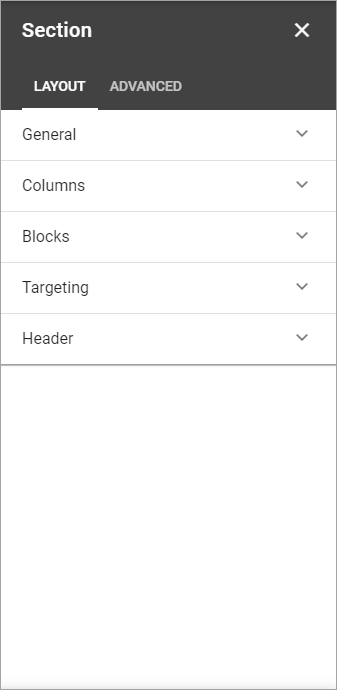 Section
LAYOUT ADVANCED
General
Columns
Blocks
Targeting
Header